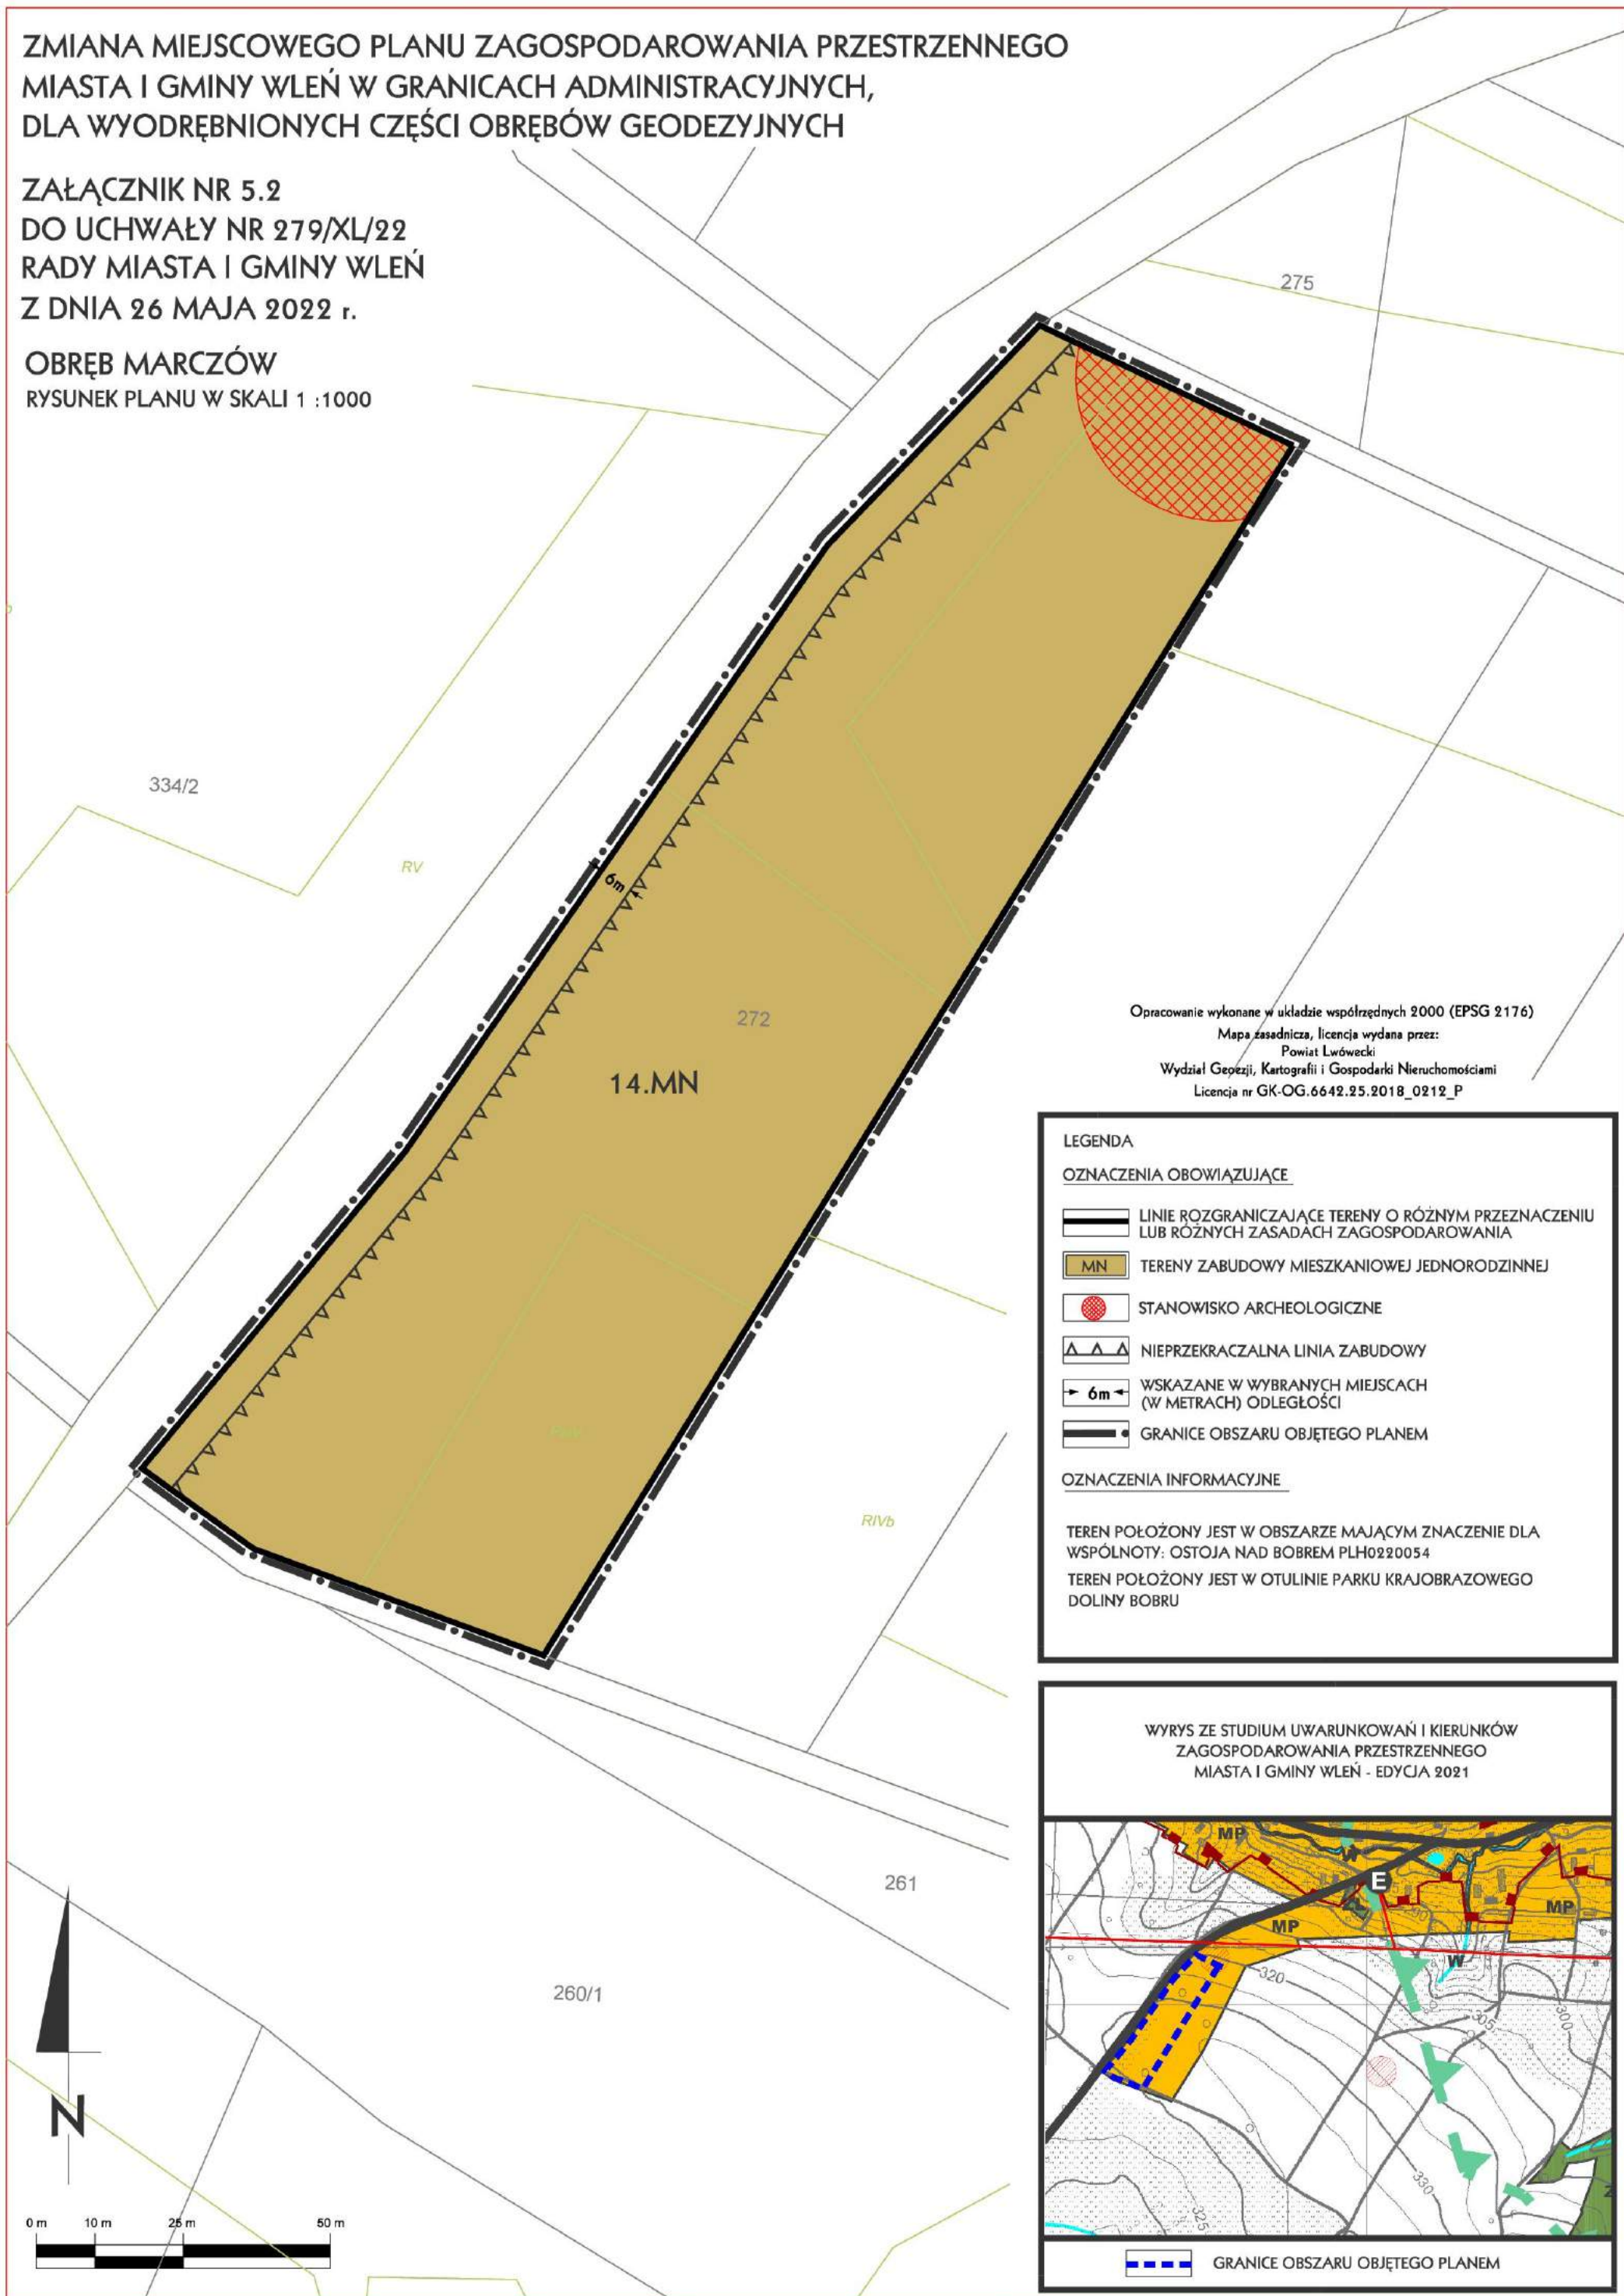 ZMIANA MIEJSCOWEGO PLANU ZAGOSPODAROWANIA PRZESTRZENNEGO
MIASTA I GMINY WLEŃ W GRANICACH ADMINISTRACYJNYCH,
DLA WYODRĘBNIONYCH CZĘŚCI OBRĘBÓW GEODEZYJNYCH
ZAŁĄCZNIK NR 5.2
DO UCHWAŁY NR 279/XL/22
RADY MIASTA I GMINY WLEŃ
Z DNIA 26 MAJA 2022 r.
OBRĘB MARCZÓW
RYSUNEK PLANU W SKALI 1 :1000
275
334/2
RV
6m
272
14.MN
RIVb
261
260/1
Opracowanie wykonane w układzie współrzędnych 2000 (EPSG 2176)
Mapa zasadnicza, licencja wydana przez:
Powiat Lwówecki
Wydział Geoezji, Kartografii i Gospodarki Nieruchomościami
Licencja nr GK-OG.6642.25.2018_0212_P
LEGENDA
OZNACZENIA OBOWIĄZUJĄCE
LINIE ROZGRANICZAJĄCE TERENY O RÓŻNYM PRZEZNACZENIU
LUB RÓŻNYCH ZASADACH ZAGOSPODAROWANIA
MN TERENY ZABUDOWY MIESZKANIOWEJ JEDNORODZINNEJ
STANOWISKO ARCHEOLOGICZNE
NIEPRZEKRACZALNA LINIA ZABUDOWY
6m WSKAZANE W WYBRANYCH MIEJSCACH
(W METRACH) ODLEGŁOŚCI
GRANICE OBSZARU OBJĘTEGO PLANEM
OZNACZENIA INFORMACYJNE
TEREN POŁOŻONY JEST W OBSZARZE MAJĄCYM ZNACZENIE DLA
WSPÓLNOTY: OSTOJA NAD BOBREM PLH0220054
TEREN POŁOŻONY JEST W OTULINIE PARKU KRAJOBRAZOWEGO
DOLINY BOBRU
WYRYS ZE STUDIUM UWARUNKOWAŃ I KIERUNKÓW
ZAGOSPODAROWANIA PRZESTRZENNEGO
MIASTA I GMINY WLEŃ - EDYCJA 2021
MP
W
E
ZL
MP
MP
W
320
305
300
330
325
Z
GRANICE OBSZARU OBJĘTEGO PLANEM
N
0 m 10 m 25 m 50 m